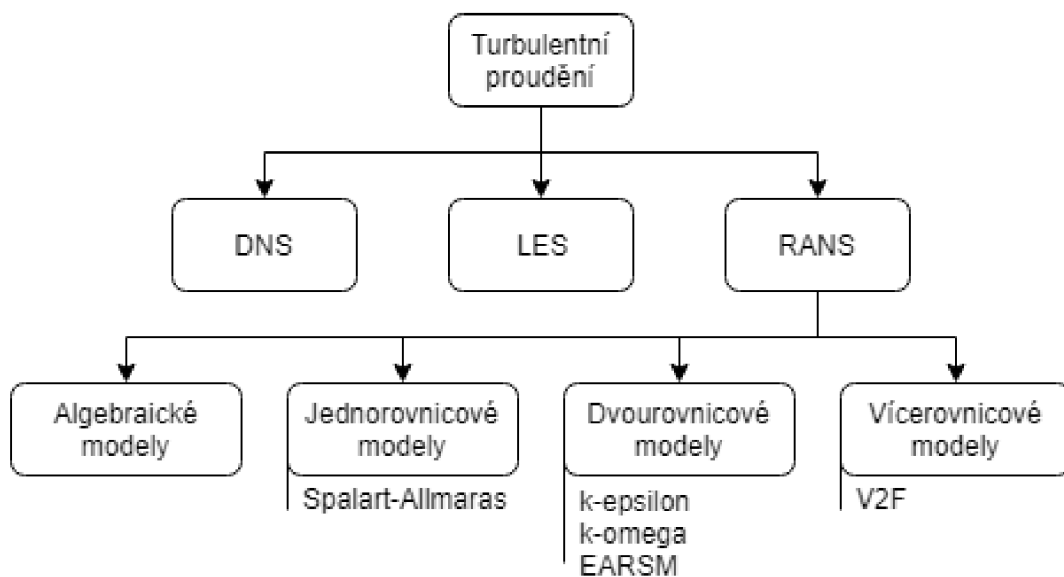 Turbulentní
proudění
DNS
LES
RANS
Algebraické
modely
Jednorovnicové
modely
Dvourovnicové
modely
Vícerovnicové
modely
Spalart-Allmaras
k-epsilon
k-omega
EARSM
V2F